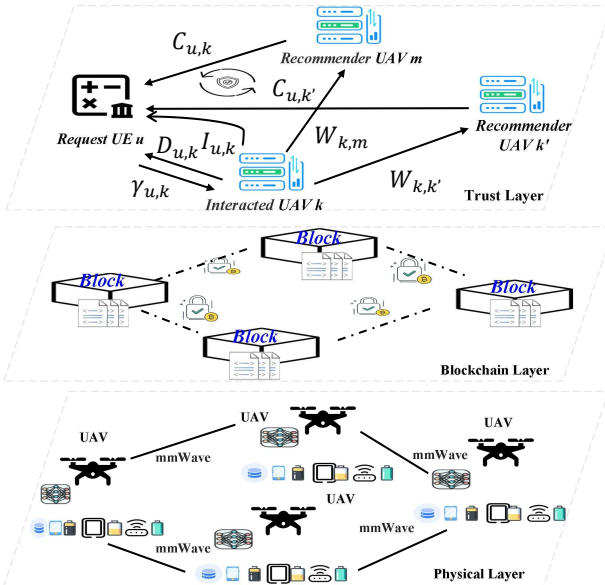 C_{u,k}
Recommender UAV m
C_{u,k'}
Request UE u
Recommender
UAV k'
D_{u,k}
I_{u,k}
W_{k,m}
γ_{u,k}
W_{k,k'}
Interacted UAV k
Trust Layer
Block
Block
Block
Block
Blockchain Layer
UAV
UAV
UAV
mmWave
mmWave
UAV
mmWave
mmWave
Physical Layer